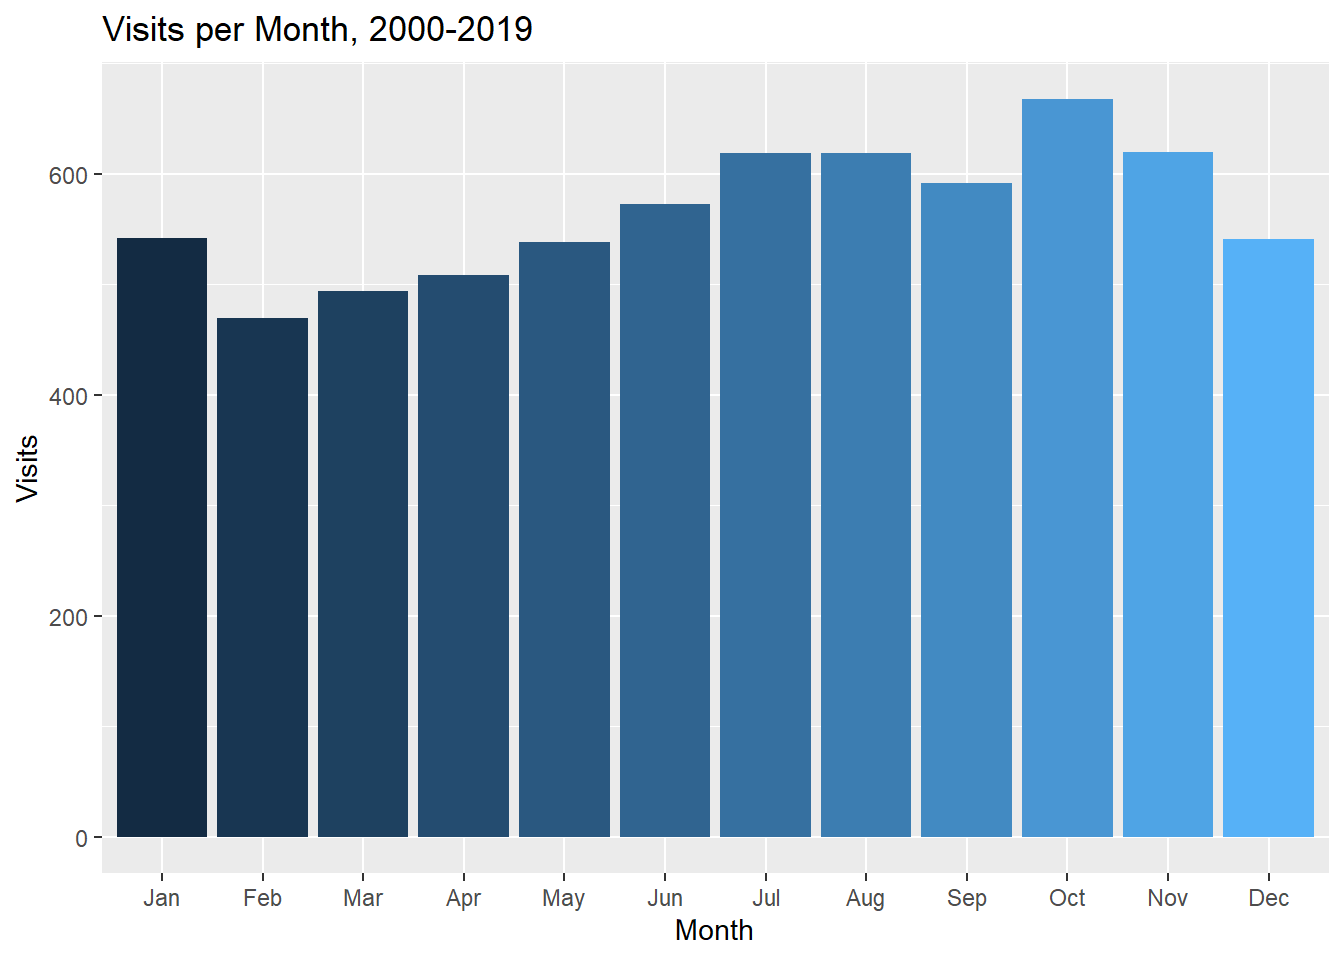 Visits per Month, 2000-2019
Visits
600
400
200
0
Jan Feb Mar Apr May Jun Jul Aug Sep Oct Nov Dec
Month